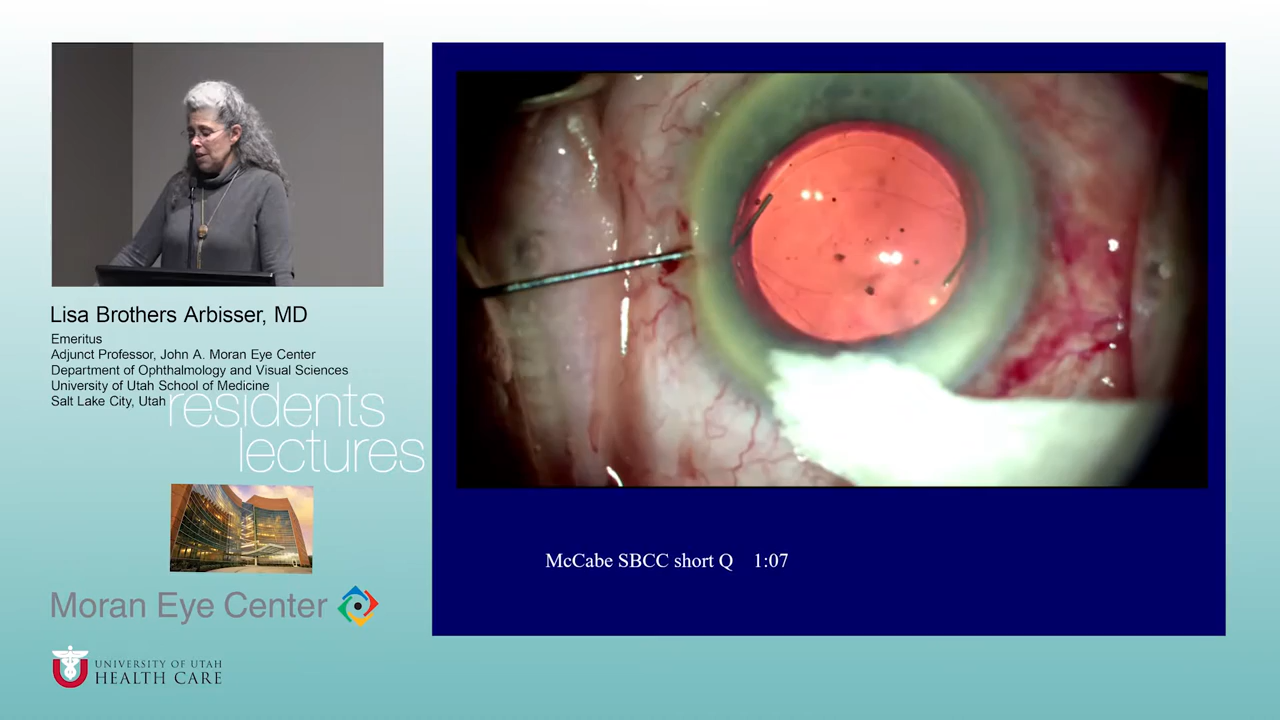 Lisa Brothers Arbisser, MD
Emeritus
Adjunct Professor, John A. Moran Eye Center
Department of Ophthalmology and Visual Sciences
University of Utah School of Medicine
Salt Lake City, Utah
residents
lectures
Moran Eye Center
U
UNIVERSITY OF UTAH
HEALTH CARE
McCabe SBCC short Q 1:07